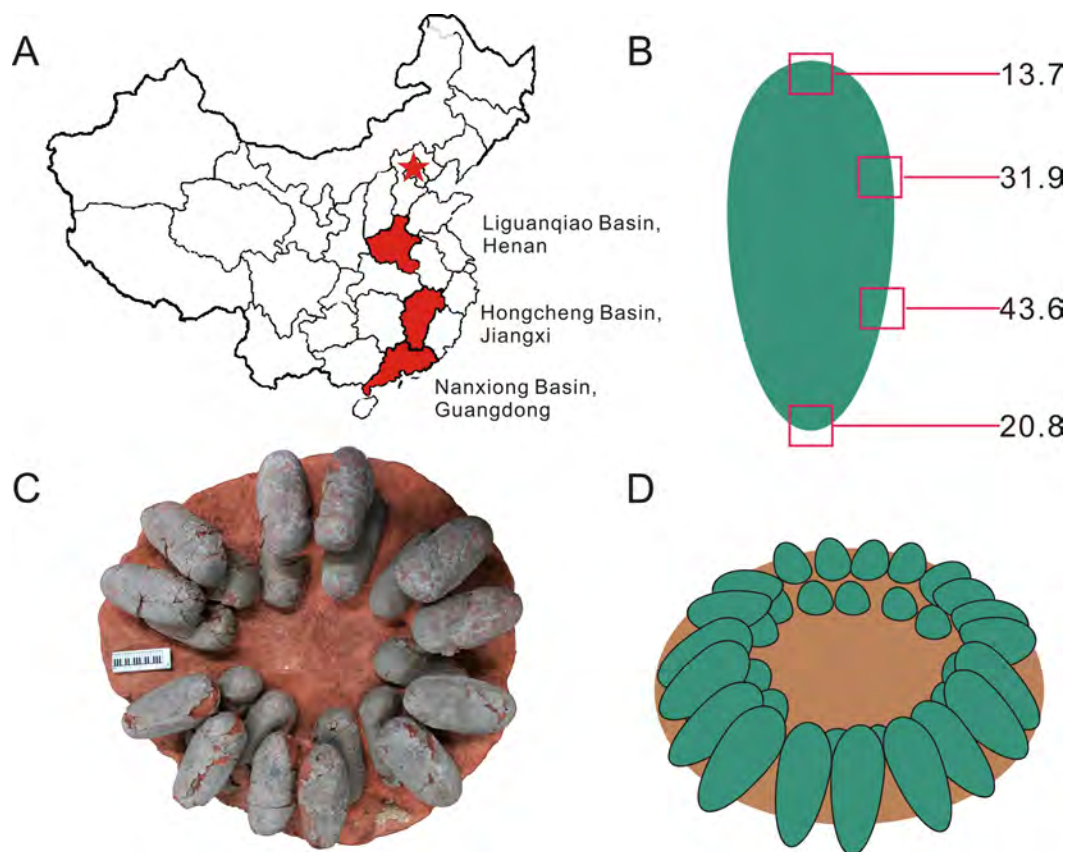 A
Liguanqiao Basin,
Henan
Hongcheng Basin,
Jiangxi
Nanxiong Basin,
Guangdong
B
13.7
31.9
43.6
20.8
C
D